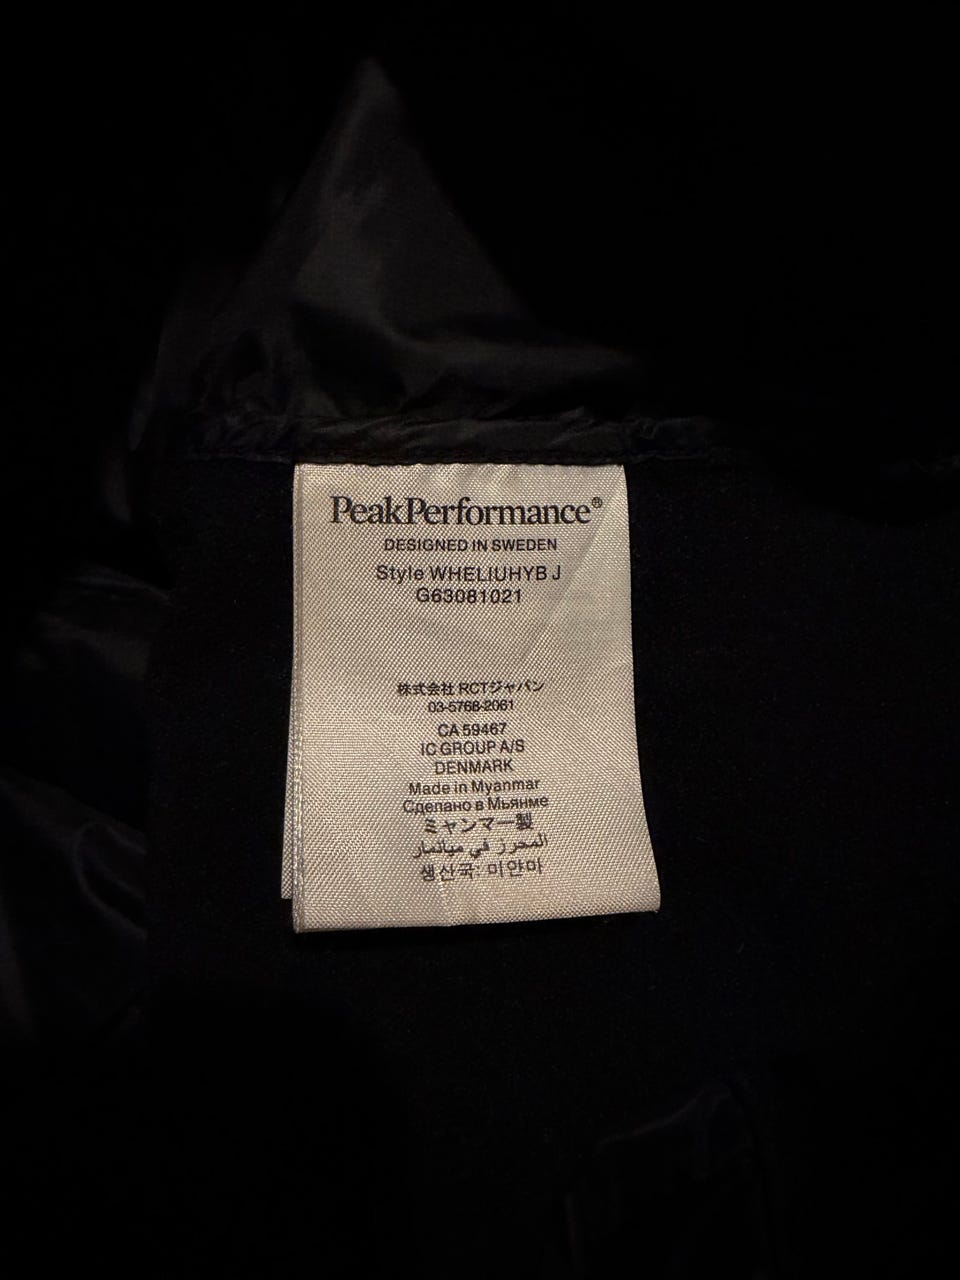 PeakPerformance®
DESIGNED IN SWEDEN
Style WHELIUHYB J
G63081021
株式会社 RCTジャパン
03-5768-2061
CA 59467
IC GROUP A/S
DENMARK
Made in Myanmar
Сделано в Мьянме
ミャンマー製
المحرز في ميانمار
생산국: 미얀마